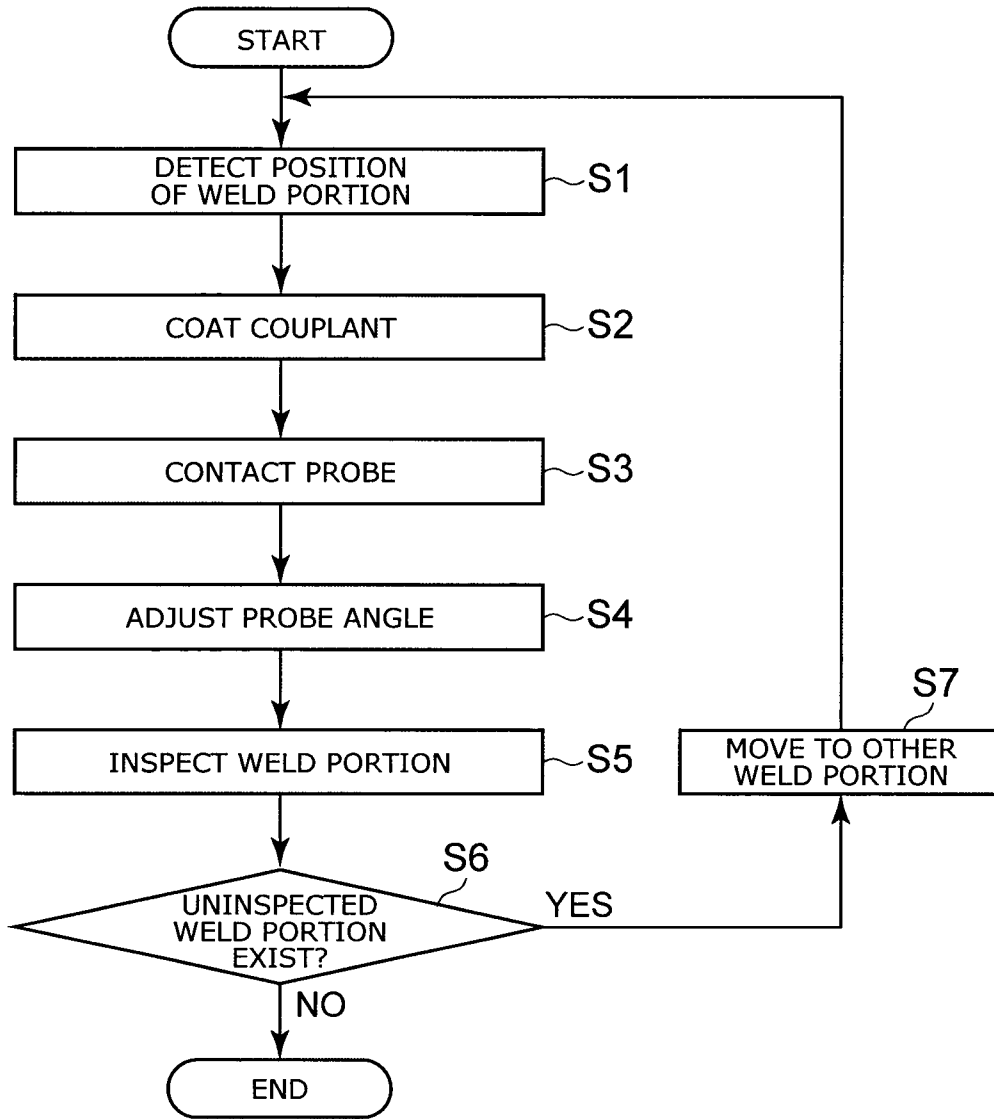 START
DETECT POSITION
OF WELD PORTION
S1
COAT COUPLANT
S2
CONTACT PROBE
S3
ADJUST PROBE ANGLE
S4
INSPECT WELD PORTION
S5
S7
MOVE TO OTHER
WELD PORTION
S6
UNINSPECTED
WELD PORTION
EXIST?
YES
NO
END